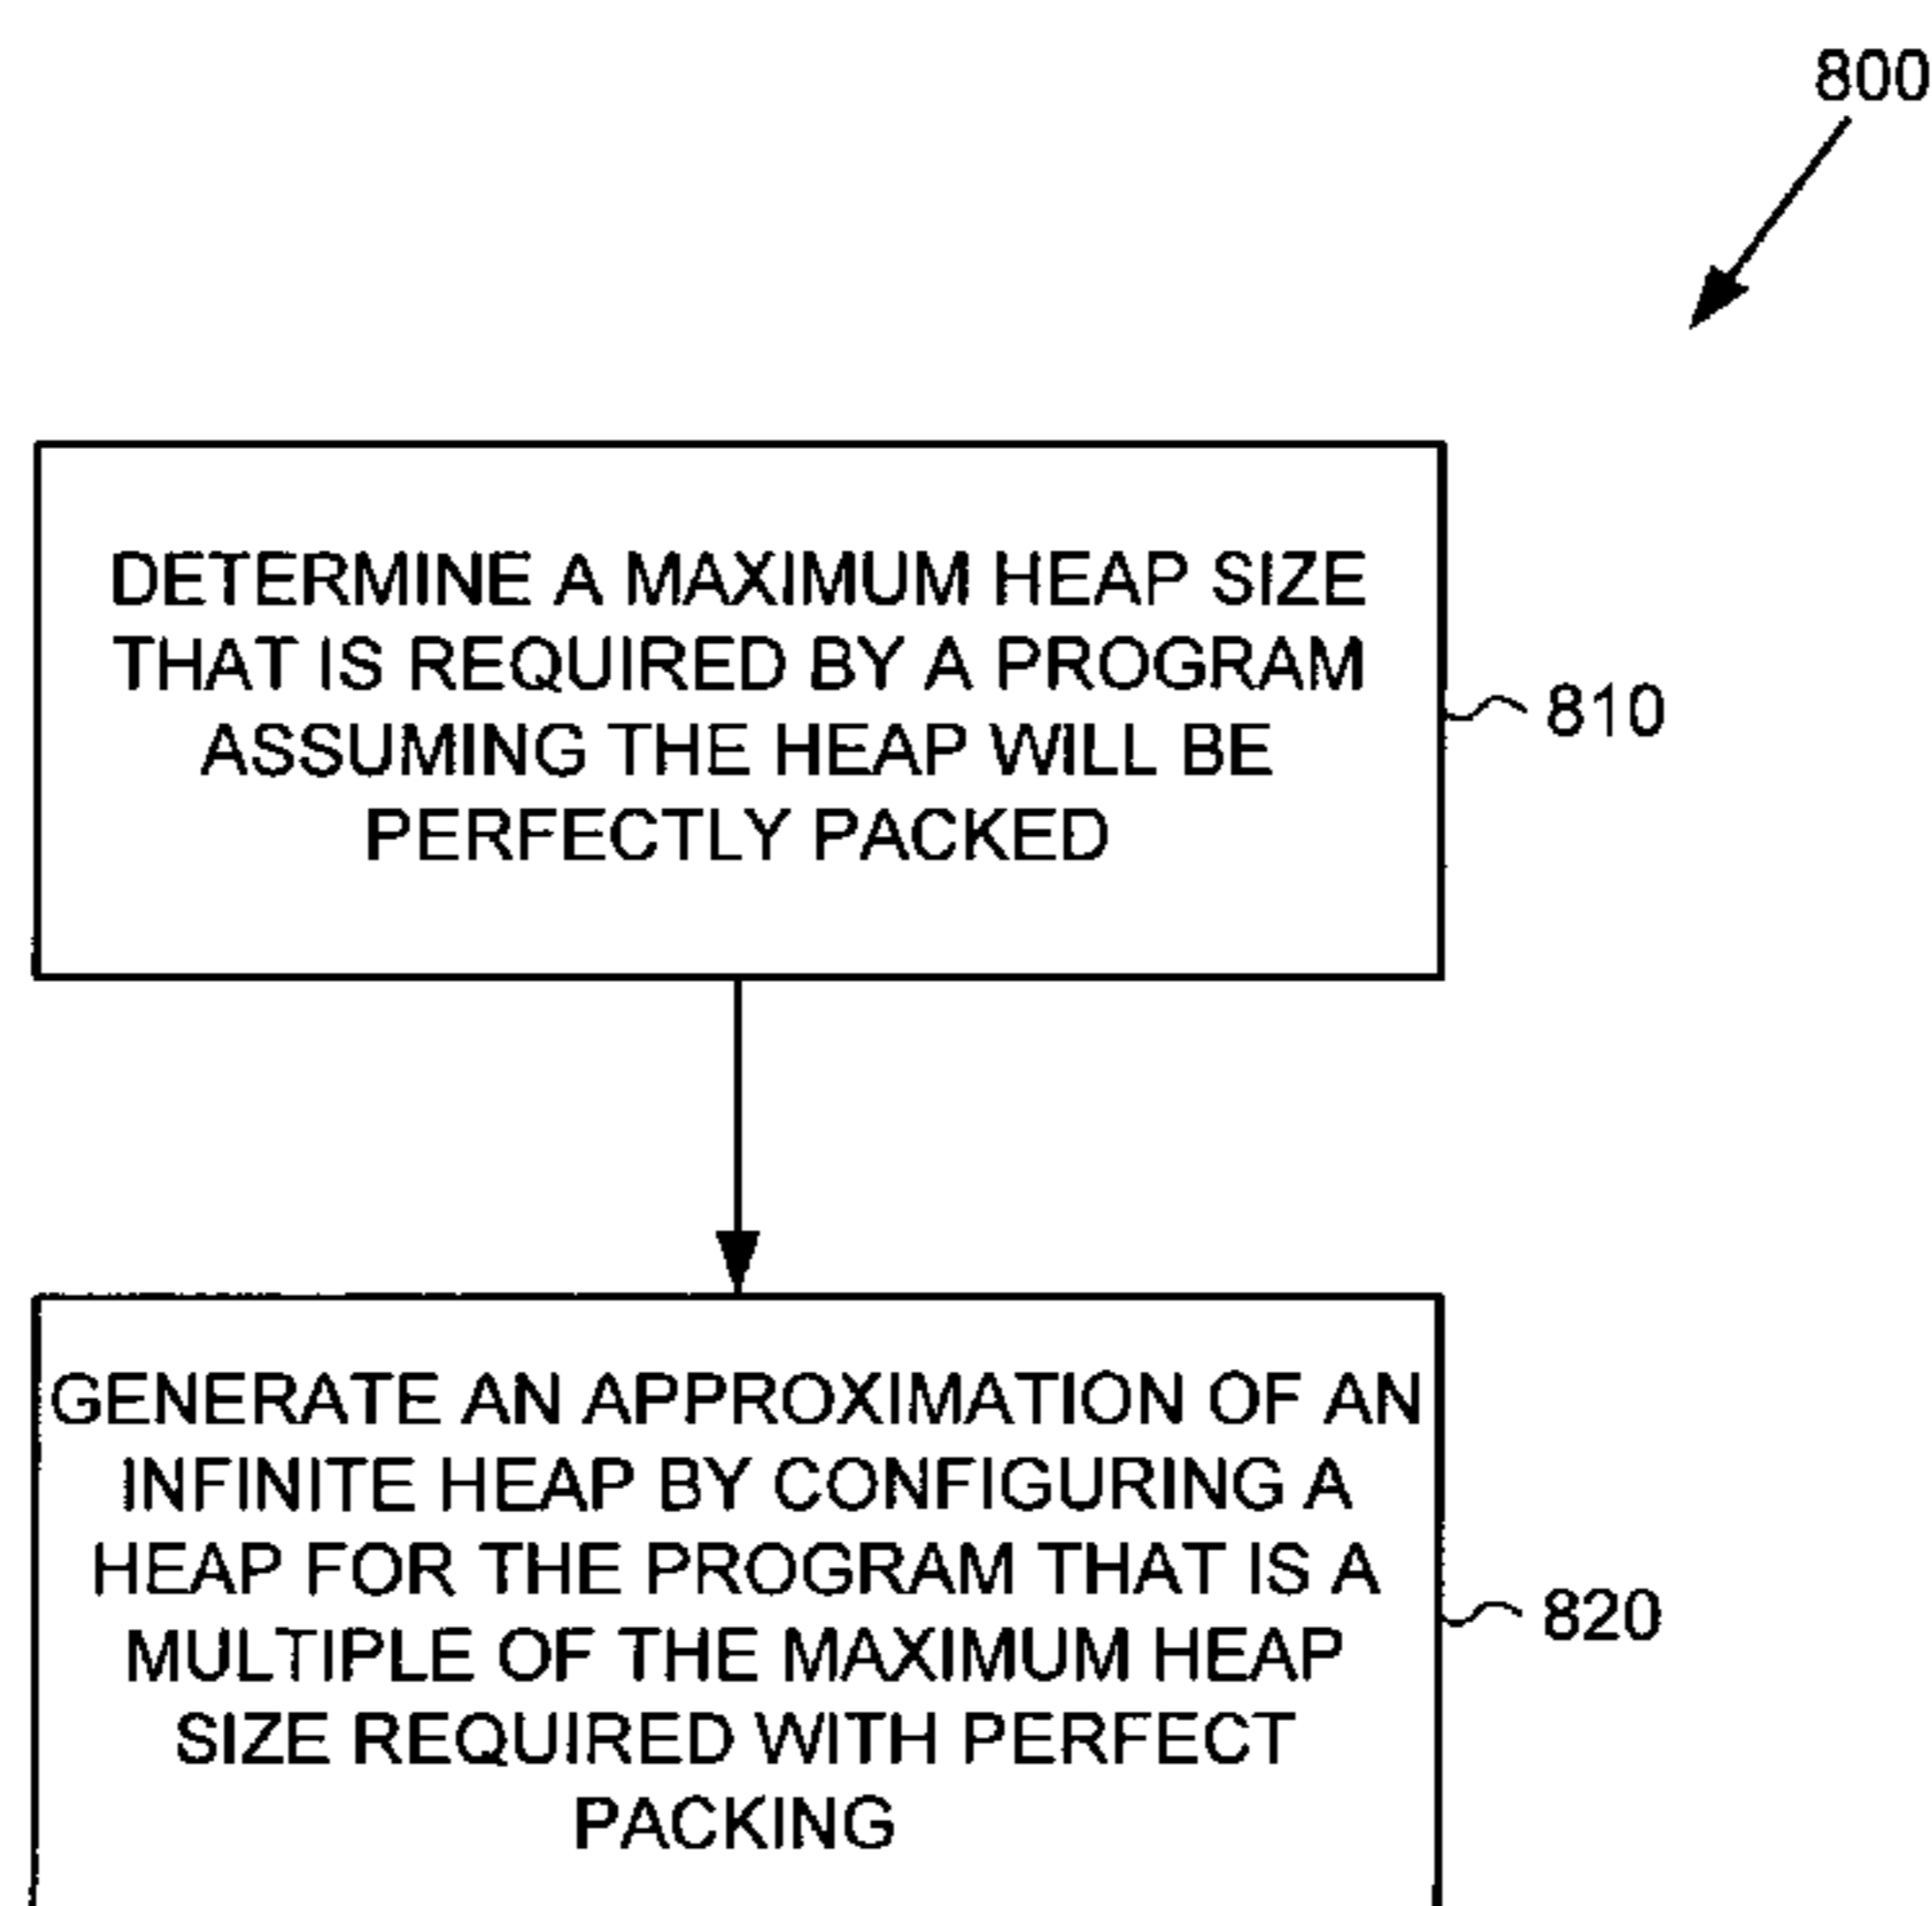 800
DETERMINE A MAXIMUM HEAP SIZE
THAT IS REQUIRED BY A PROGRAM
ASSUMING THE HEAP WILL BE
PERFECTLY PACKED
810
GENERATE AN APPROXIMATION OF AN
INFINITE HEAP BY CONFIGURING A
HEAP FOR THE PROGRAM THAT IS A
MULTIPLE OF THE MAXIMUM HEAP
SIZE REQUIRED WITH PERFECT
PACKING
820